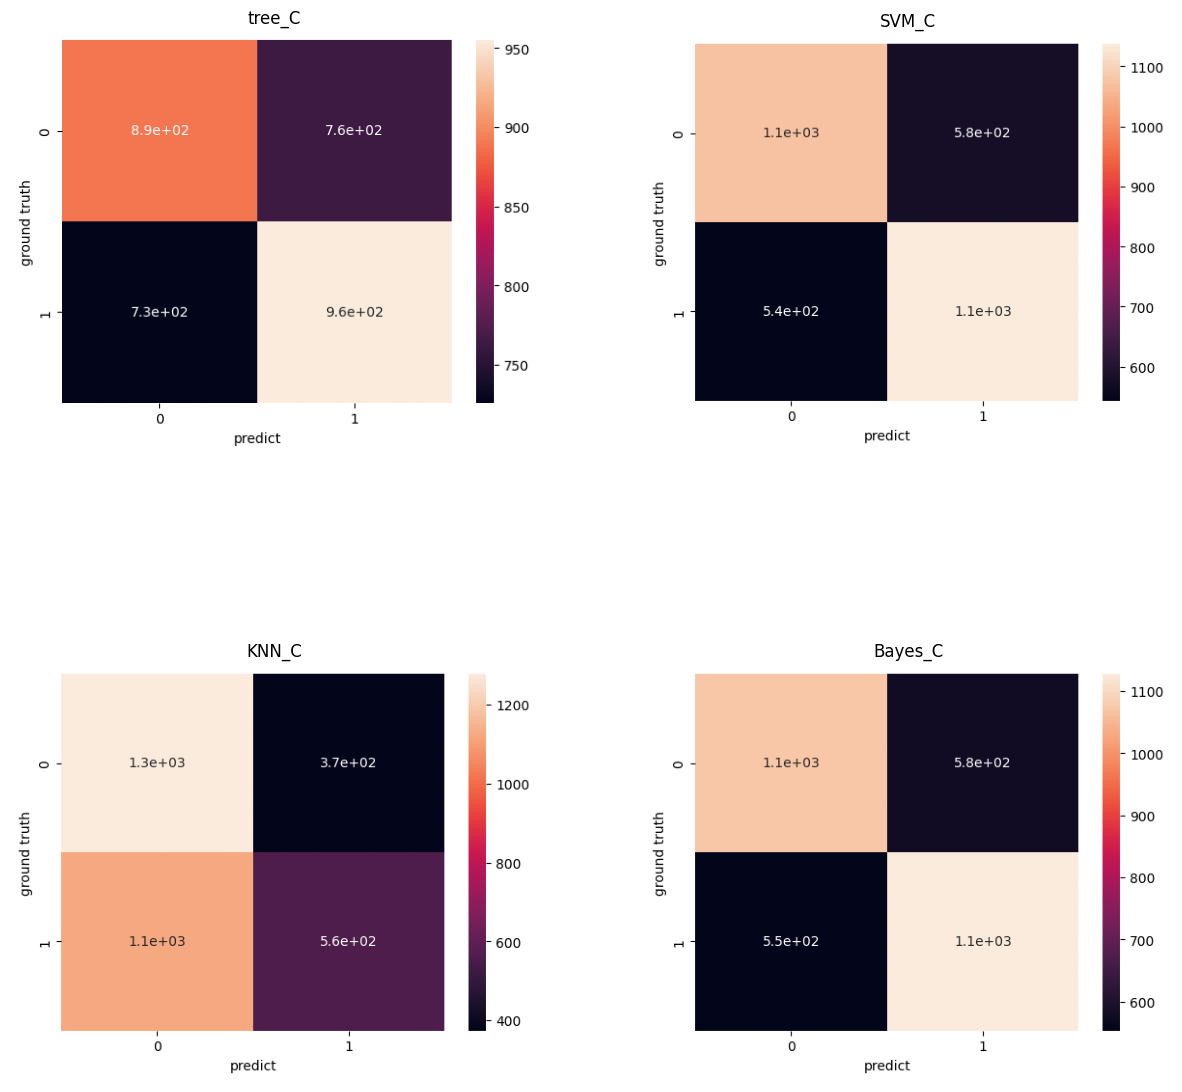 tree_C
0
1
ground truth
8.9e+02 7.6e+02
7.3e+02 9.6e+02
0 1
predict
950
900
850
800
750
SVM_C
0
1
ground truth
1.1e+03 5.8e+02
5.4e+02 1.1e+03
0 1
predict
1100
1000
900
800
700
600
KNN_C
0
1
ground truth
1.3e+03 3.7e+02
1.1e+03 5.6e+02
0 1
predict
1200
1000
800
600
400
Bayes_C
0
1
ground truth
1.1e+03 5.8e+02
5.5e+02 1.1e+03
0 1
predict
1100
1000
900
800
700
600